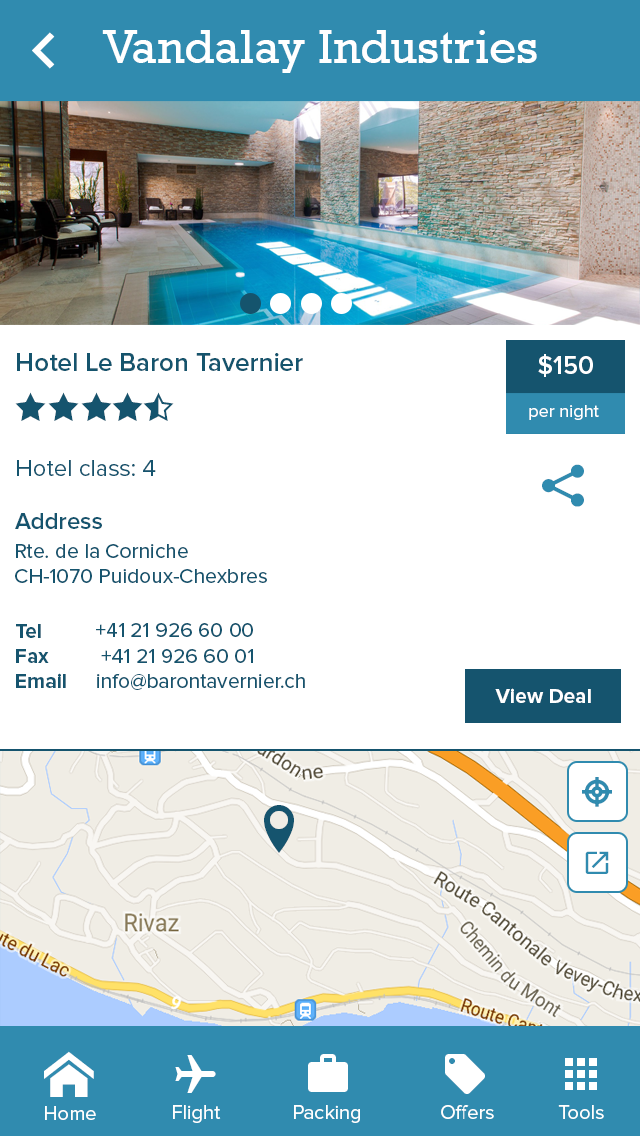 Vandalay Industries
Hotel Le Baron Tavernier
$150
per night
Hotel class: 4
Address
Rte. de la Corniche
CH-1070 Puidoux-Chexbres
Tel +41 21 926 60 00
Fax +41 21 926 60 01
Email info@barontavernier.ch
View Deal
urdonne
Rivaz
Route Cantonale Vevey-Chex
Chemin du Mont
ute du Lac
9
Route Can
Home Flight Packing Offers Tools